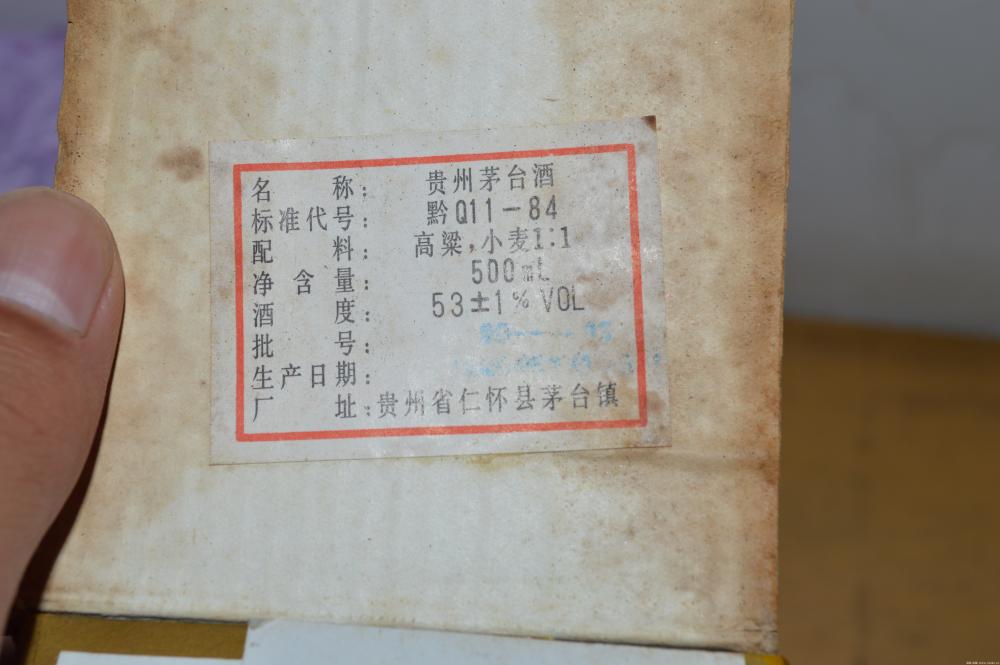 名称：贵州茅台酒
标准代号：黔Q11－84
配料：高粱,小麦1:1
净含量：500mL
酒度：53±1%VOL
批号：
生产日期：
厂址：贵州省仁怀县茅台镇